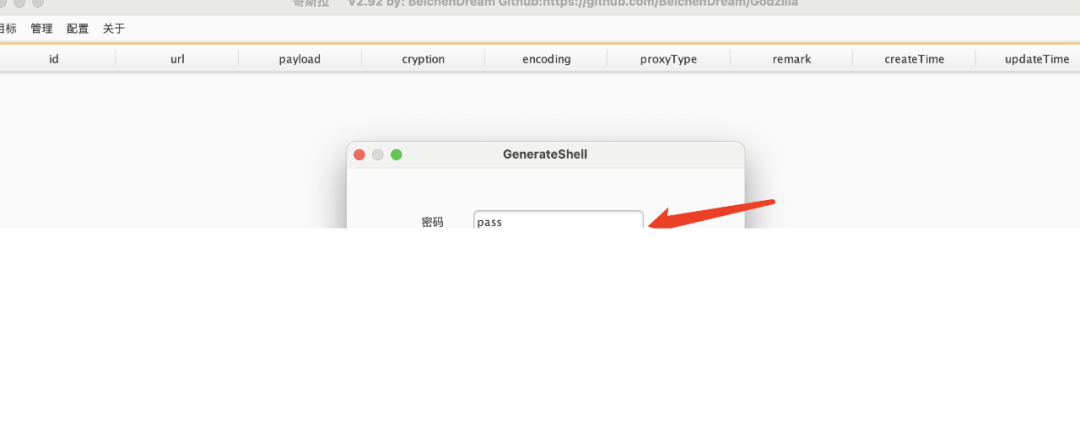 哥斯拉 V2.92 by: BeichenDream Github:https://github.com/BeichenDream/Godzilla
目标 管理 配置 关于
id url payload cryption encoding proxyType remark createTime updateTime
GenerateShell
密码 pass